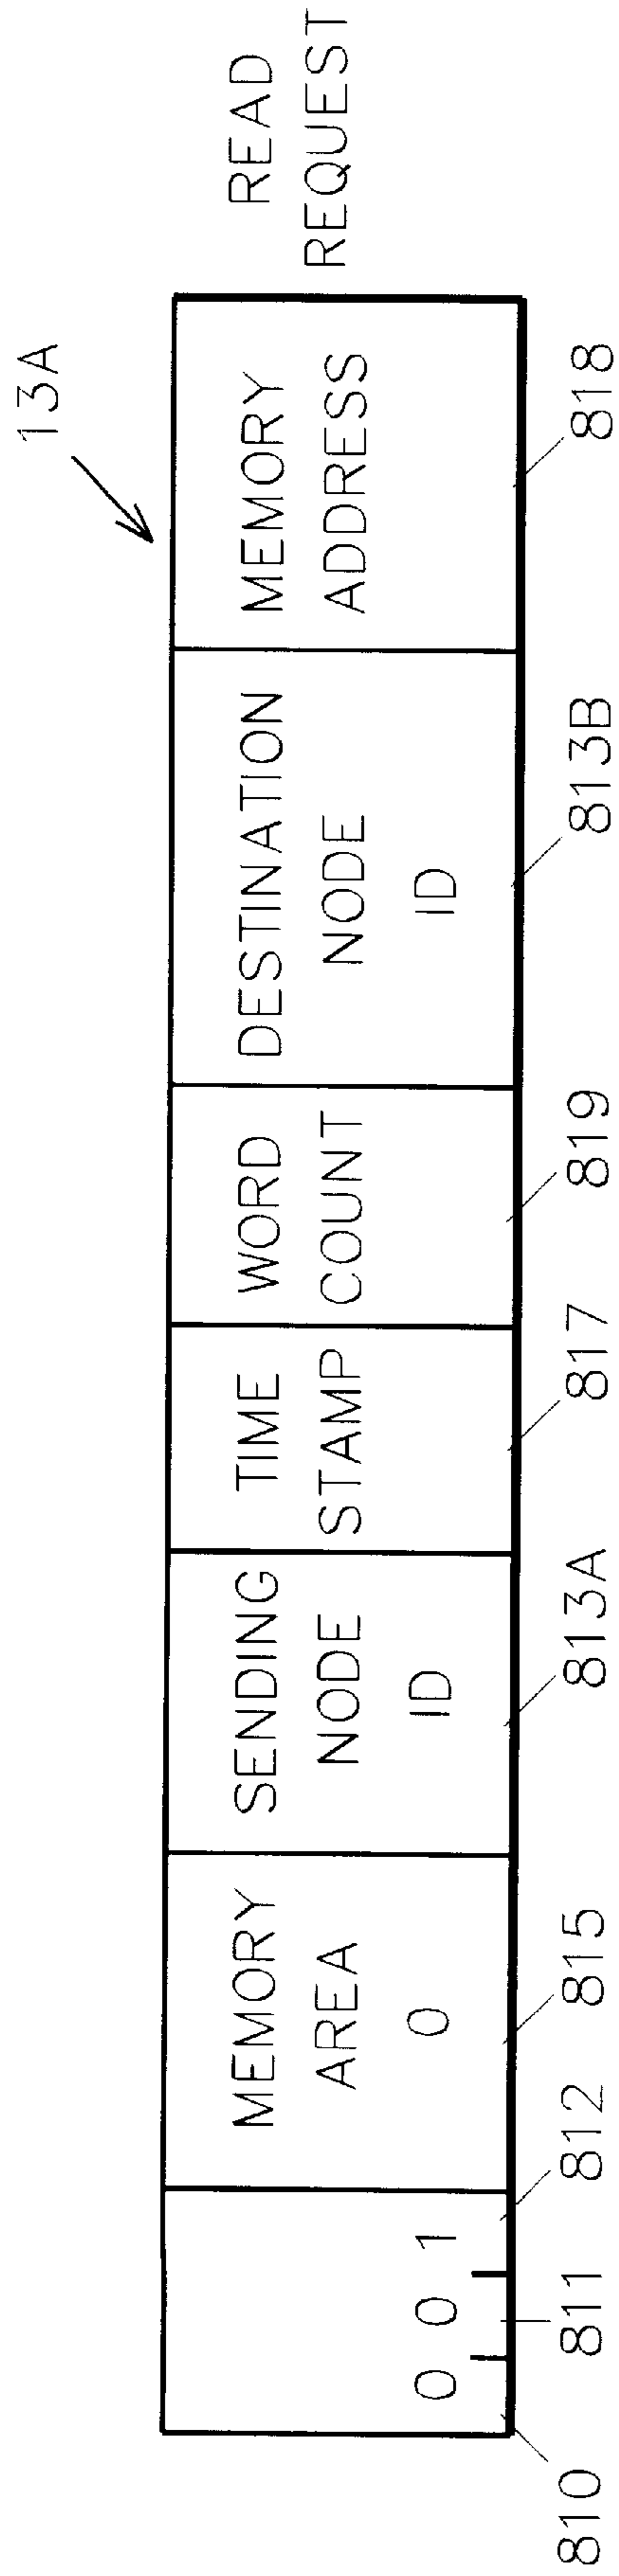 13A
0 0 1
MEMORY
AREA
0
SENDING
NODE
ID
TIME
STAMP
WORD
COUNT
DESTINATION
NODE
ID
MEMORY
ADDRESS
READ
REQUEST
810
811
812
815
813A
817
819
813B
818